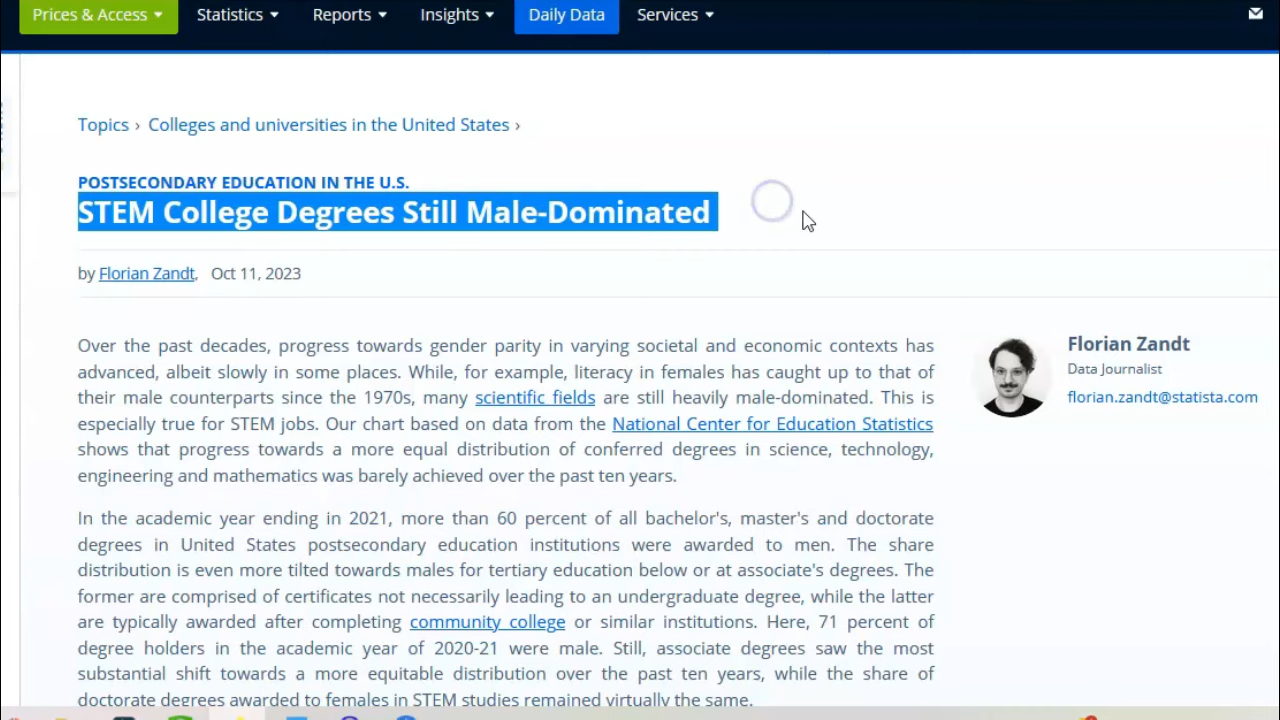 Prices & Access Statistics Reports Insights Daily Data Services
Topics › Colleges and universities in the United States ›
POSTSECONDARY EDUCATION IN THE U.S.
STEM College Degrees Still Male-Dominated
by Florian Zandt, Oct 11, 2023
Over the past decades, progress towards gender parity in varying societal and economic contexts has
advanced, albeit slowly in some places. While, for example, literacy in females has caught up to that of
their male counterparts since the 1970s, many scientific fields are still heavily male-dominated. This is
especially true for STEM jobs. Our chart based on data from the National Center for Education Statistics
shows that progress towards a more equal distribution of conferred degrees in science, technology,
engineering and mathematics was barely achieved over the past ten years.
In the academic year ending in 2021, more than 60 percent of all bachelor's, master's and doctorate
degrees in United States postsecondary education institutions were awarded to men. The share
distribution is even more tilted towards males for tertiary education below or at associate's degrees. The
former are comprised of certificates not necessarily leading to an undergraduate degree, while the latter
are typically awarded after completing community college or similar institutions. Here, 71 percent of
degree holders in the academic year of 2020-21 were male. Still, associate degrees saw the most
substantial shift towards a more equitable distribution over the past ten years, while the share of
doctorate degrees awarded to females in STEM studies remained virtually the same.
Florian Zandt
Data Journalist
florian.zandt@statista.com